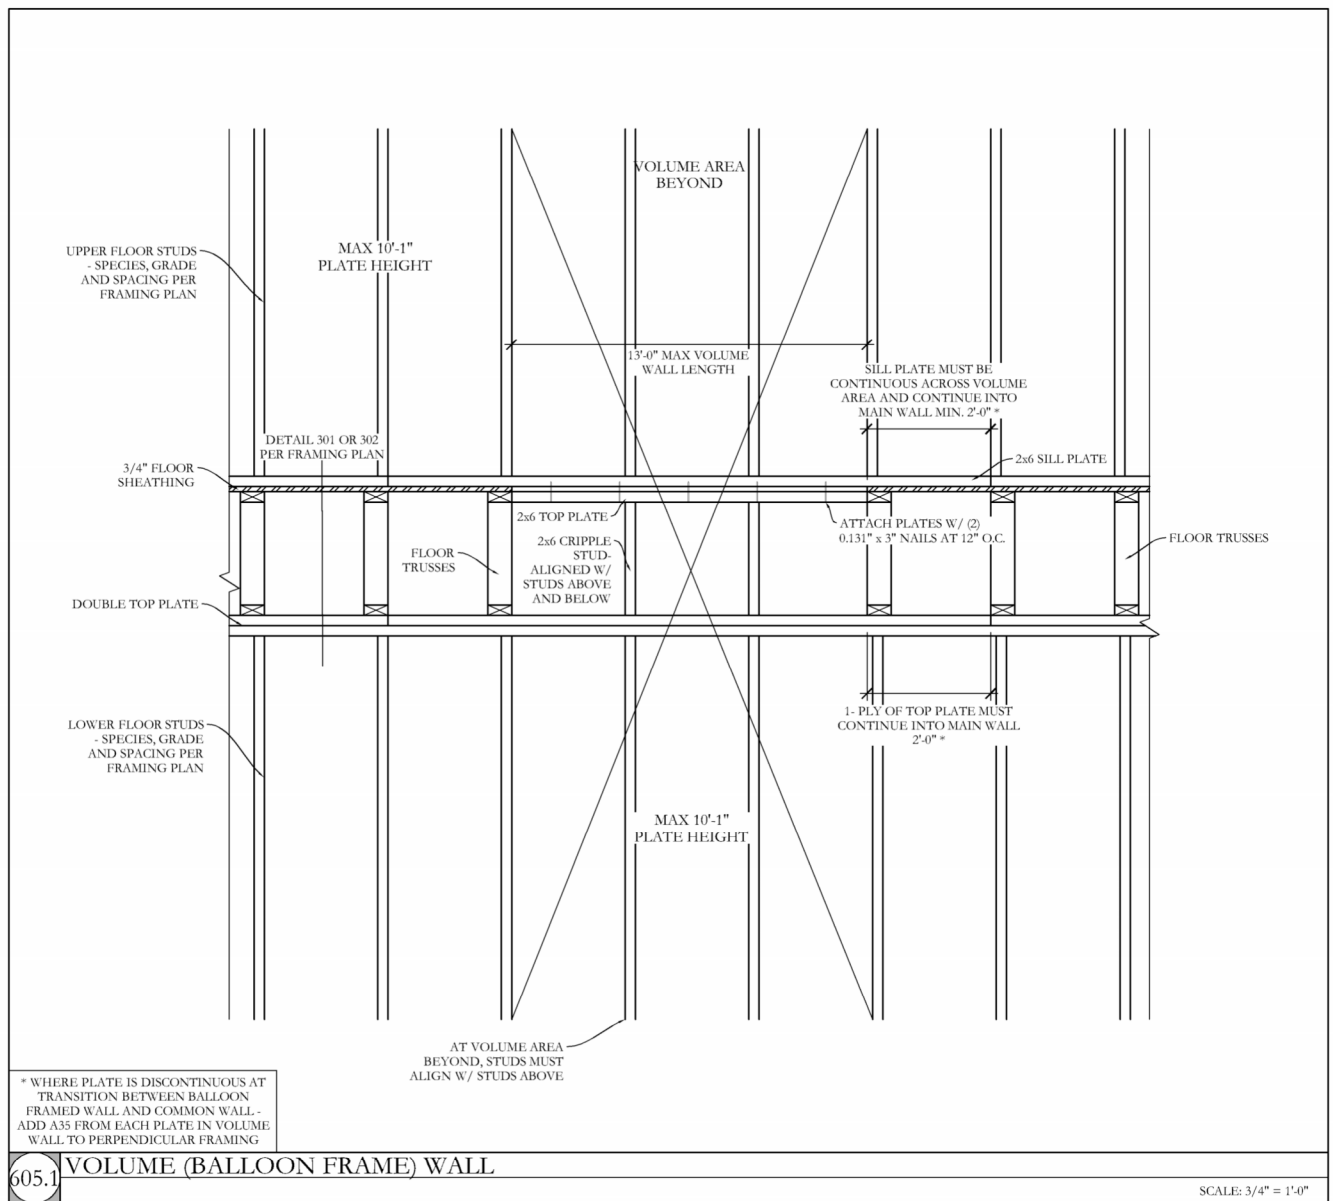 VOLUME AREA
BEYOND
UPPER FLOOR STUDS
- SPECIES, GRADE
AND SPACING PER
FRAMING PLAN
MAX 10'-1"
PLATE HEIGHT
13'-0" MAX VOLUME
WALL LENGTH
SILL PLATE MUST BE
CONTINUOUS ACROSS VOLUME
AREA AND CONTINUE INTO
MAIN WALL MIN. 2'-0" *
DETAIL 301 OR 302
PER FRAMING PLAN
3/4" FLOOR
SHEATHING
2x6 SILL PLATE
2x6 TOP PLATE
ATTACH PLATES W/ (2)
0.131" x 3" NAILS AT 12" O.C.
2x6 CRIPPLE
STUD-
ALIGNED W/
STUDS ABOVE
AND BELOW
FLOOR
TRUSSES
FLOOR TRUSSES
DOUBLE TOP PLATE
LOWER FLOOR STUDS
- SPECIES, GRADE
AND SPACING PER
FRAMING PLAN
1- PLY OF TOP PLATE MUST
CONTINUE INTO MAIN WALL
2'-0" *
MAX 10'-1"
PLATE HEIGHT
AT VOLUME AREA
BEYOND, STUDS MUST
ALIGN W/ STUDS ABOVE
* WHERE PLATE IS DISCONTINUOUS AT
TRANSITION BETWEEN BALLOON
FRAMED WALL AND COMMON WALL -
ADD A35 FROM EACH PLATE IN VOLUME
WALL TO PERPENDICULAR FRAMING
605.1
VOLUME (BALLOON FRAME) WALL
SCALE: 3/4" = 1'-0"